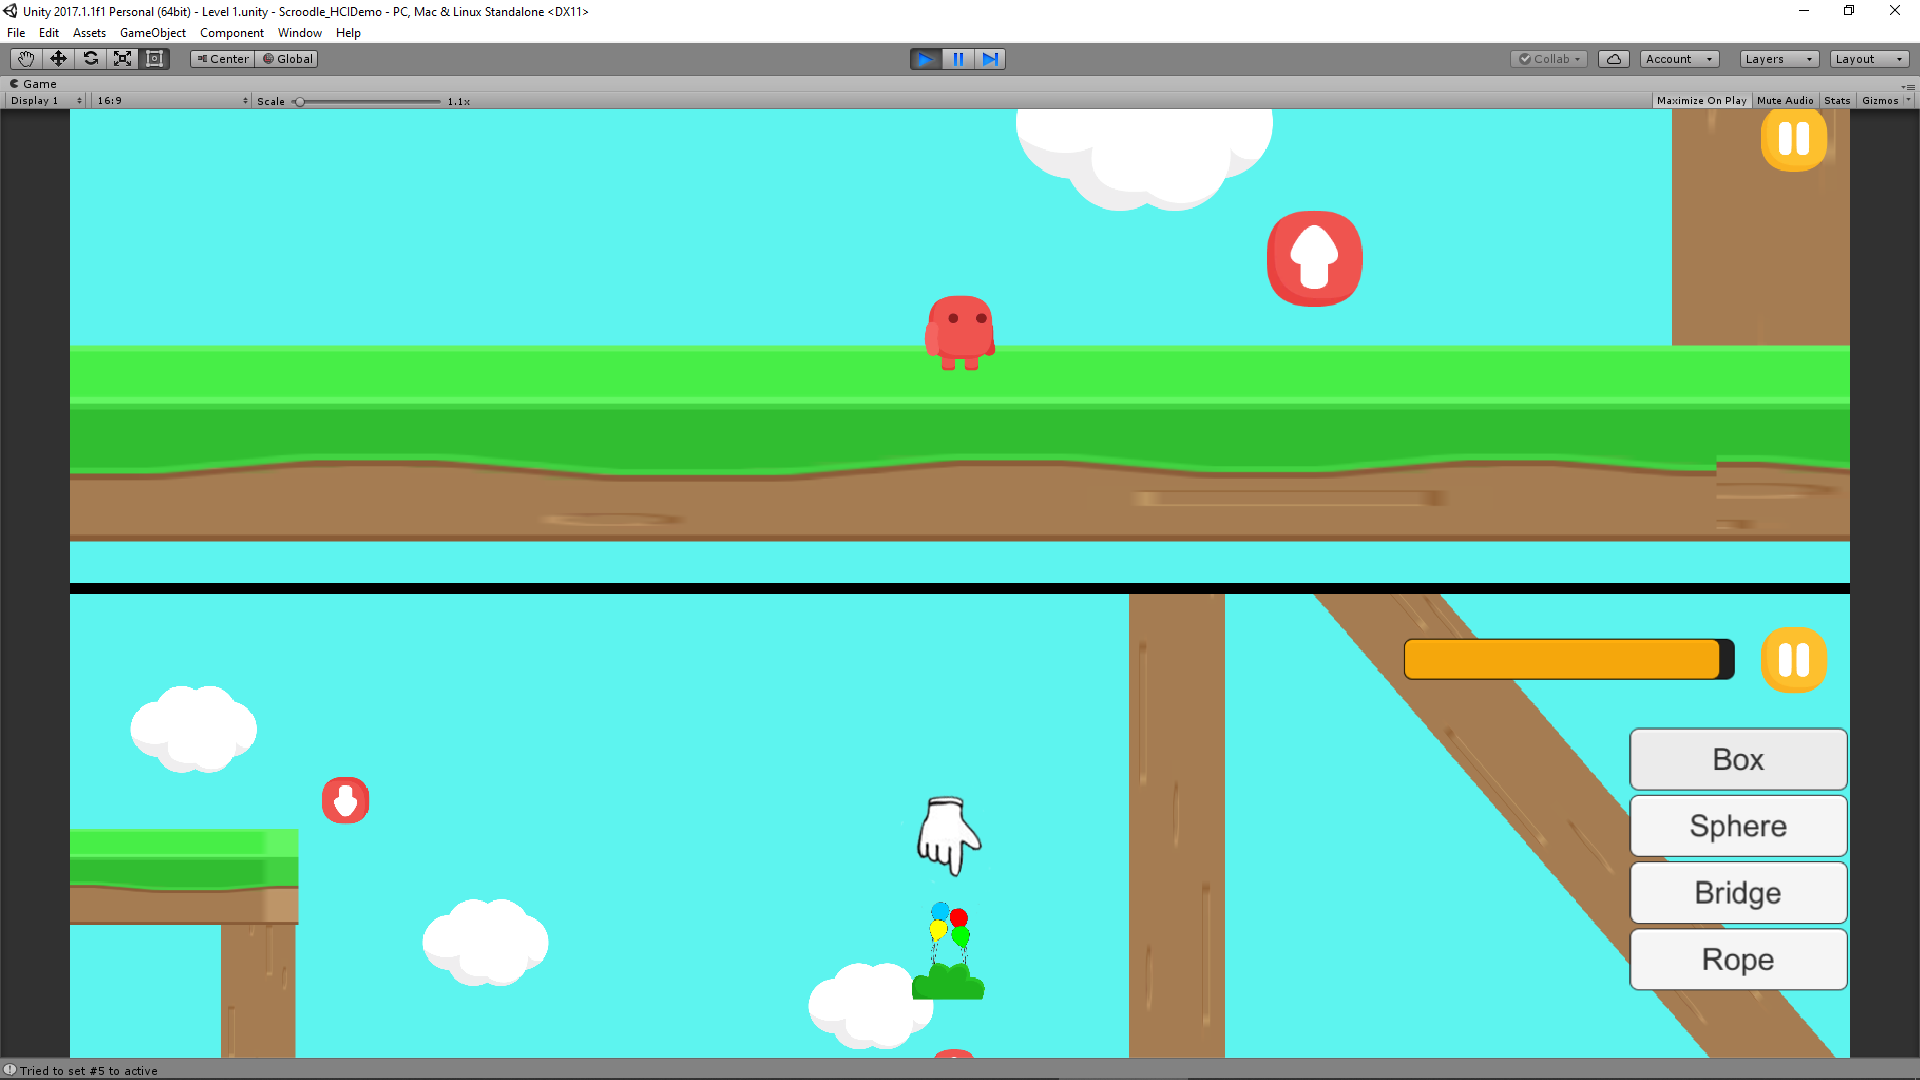 Unity 2017.1.1f1 Personal (64bit) - Level 1.unity - Scroodle_HCIDemo - PC, Mac & Linux Standalone <DX11>
File Edit Assets GameObject Component Window Help
Center Global Collab Account Layers Layout
Game
Display 1 16:9 Scale 1.1x Maximize On Play Mute Audio Stats Gizmos
Box
Sphere
Bridge
Rope
Tried to set #5 to active